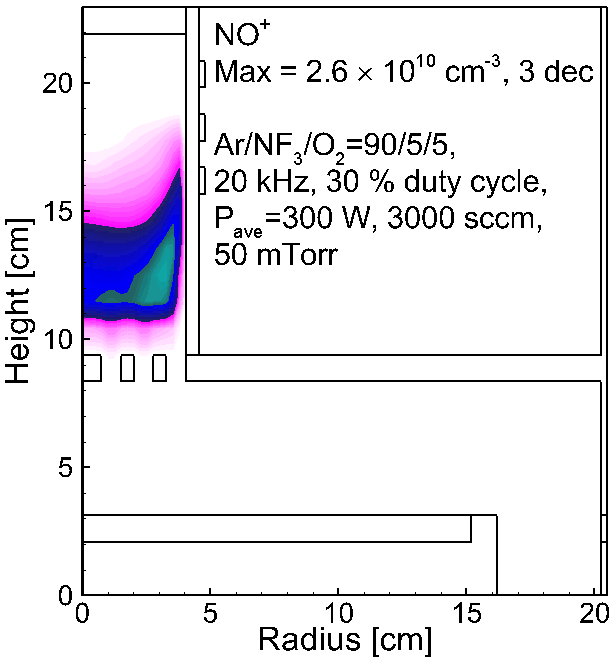 NO⁺
Max = 2.6 × 10¹⁰ cm⁻³, 3 dec
Ar/NF₃/O₂=90/5/5,
20 kHz, 30 % duty cycle,
Pₐᵥₑ=300 W, 3000 sccm,
50 mTorr
Height [cm]
20
15
10
5
0
0 5 10 15 20
Radius [cm]